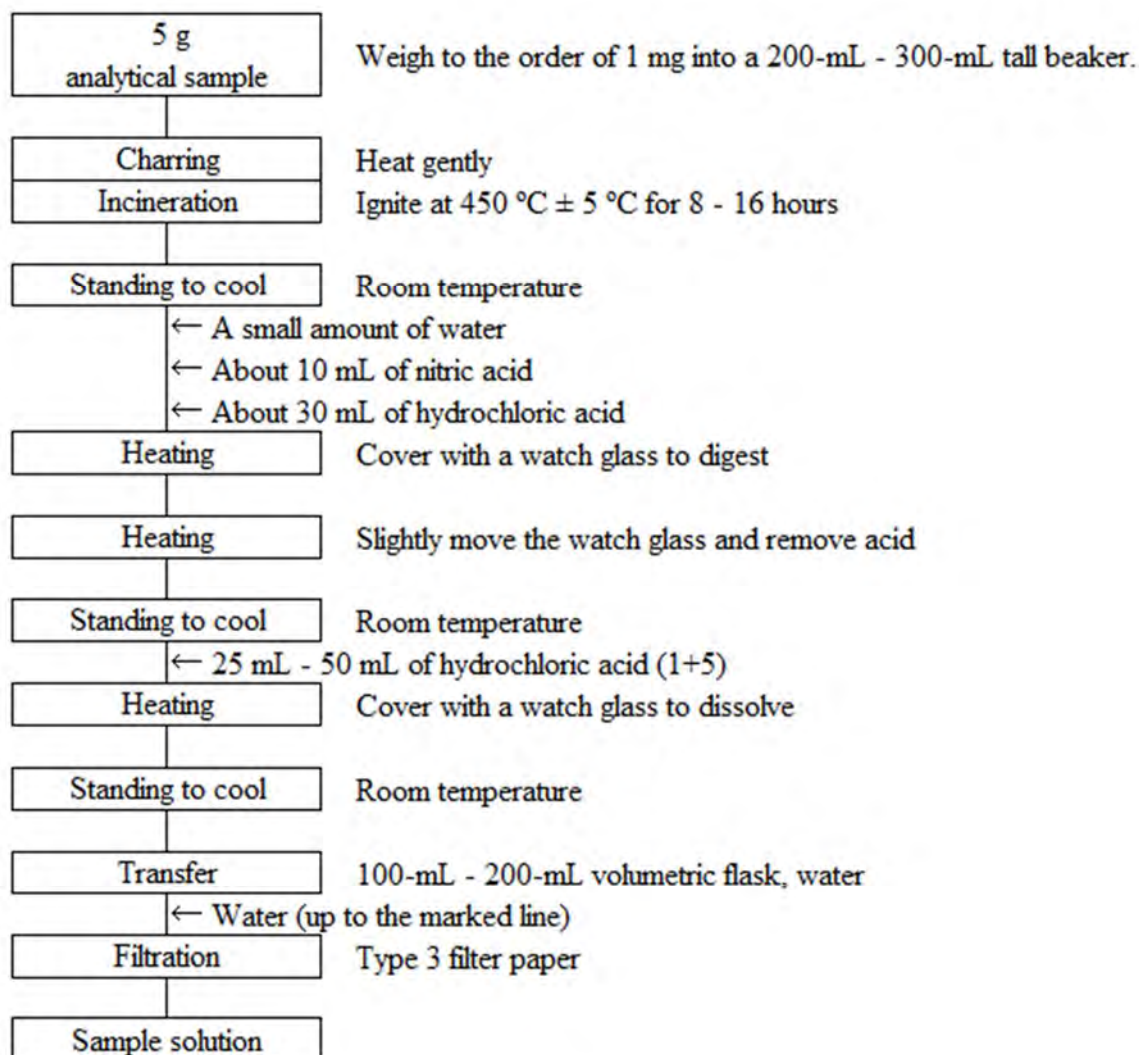 5 g
analytical sample
Weigh to the order of 1 mg into a 200-mL - 300-mL tall beaker.
Charring
Heat gently
Incineration
Ignite at 450 ºC ± 5 ºC for 8 - 16 hours
Standing to cool
Room temperature
← A small amount of water
← About 10 mL of nitric acid
← About 30 mL of hydrochloric acid
Heating
Cover with a watch glass to digest
Heating
Slightly move the watch glass and remove acid
Standing to cool
Room temperature
← 25 mL - 50 mL of hydrochloric acid (1+5)
Heating
Cover with a watch glass to dissolve
Standing to cool
Room temperature
Transfer
100-mL - 200-mL volumetric flask, water
← Water (up to the marked line)
Filtration
Type 3 filter paper
Sample solution